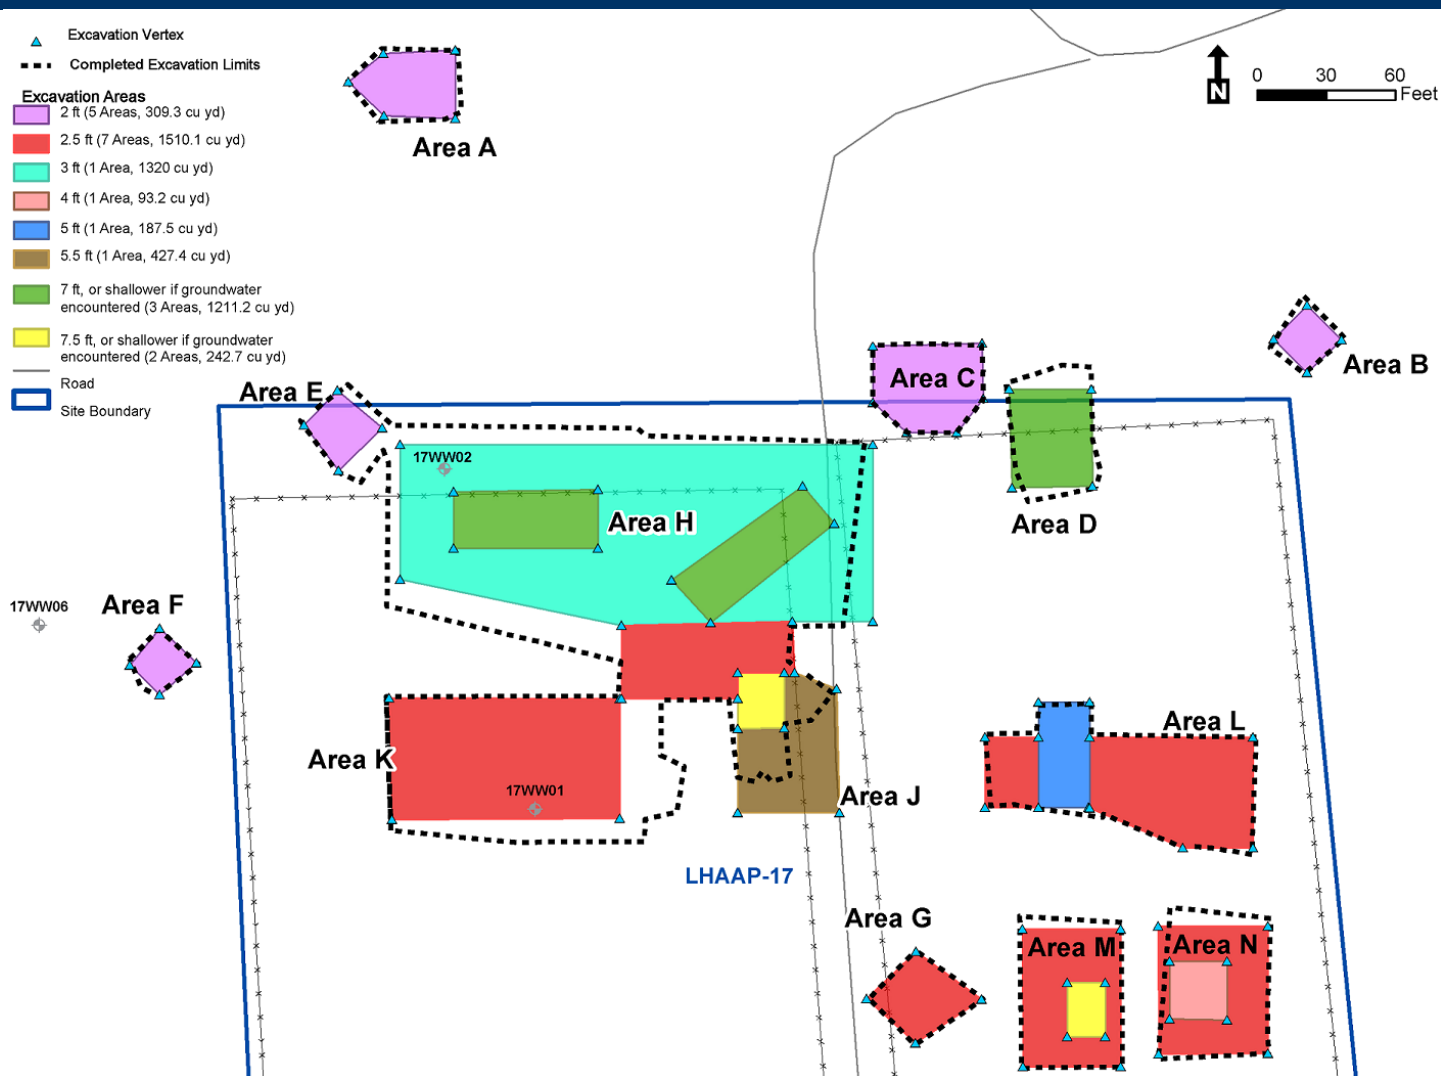 Excavation Vertex
Completed Excavation Limits
Excavation Areas
2 ft (5 Areas, 309.3 cu yd)
2.5 ft (7 Areas, 1510.1 cu yd)
3 ft (1 Area, 1320 cu yd)
4 ft (1 Area, 93.2 cu yd)
5 ft (1 Area, 187.5 cu yd)
5.5 ft (1 Area, 427.4 cu yd)
7 ft, or shallower if groundwater
encountered (3 Areas, 1211.2 cu yd)
7.5 ft, or shallower if groundwater
encountered (2 Areas, 242.7 cu yd)
Road
Site Boundary
N
0 30 60
Feet
Area A
Area B
Area C
Area E
Area D
17WW02
Area H
17WW06
Area F
Area K
17WW01
Area J
Area L
LHAAP-17
Area G
Area M
Area N